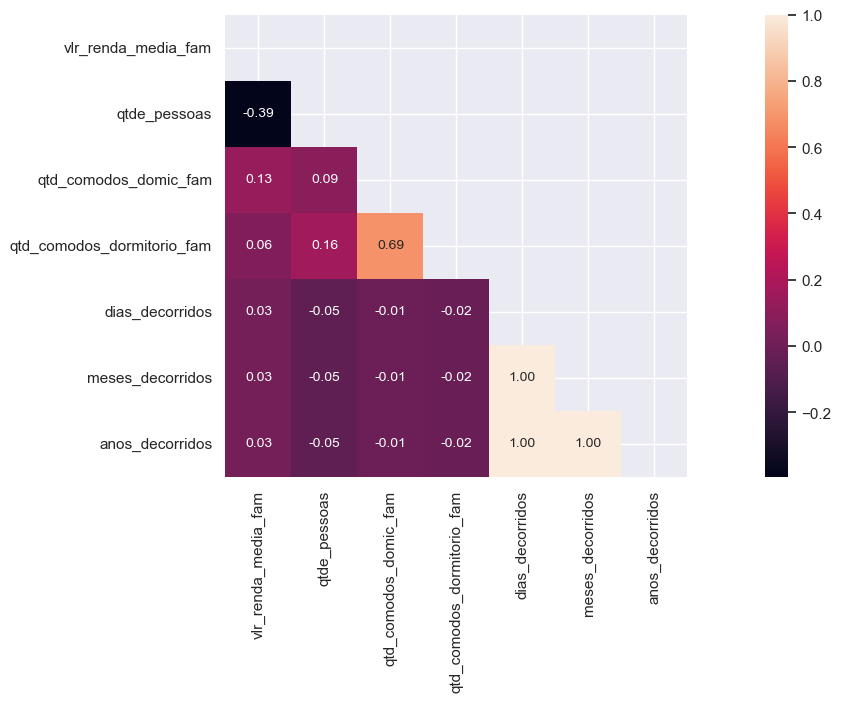 vlr_renda_media_fam
qtde_pessoas -0.39
qtd_comodos_domic_fam 0.13 0.09
qtd_comodos_dormitorio_fam 0.06 0.16 0.69
dias_decorridos 0.03 -0.05 -0.01 -0.02
meses_decorridos 0.03 -0.05 -0.01 -0.02 1.00
anos_decorridos 0.03 -0.05 -0.01 -0.02 1.00 1.00
vlr_renda_media_fam
qtde_pessoas
qtd_comodos_domic_fam
qtd_comodos_dormitorio_fam
dias_decorridos
meses_decorridos
anos_decorridos
1.0
0.8
0.6
0.4
0.2
0.0
-0.2